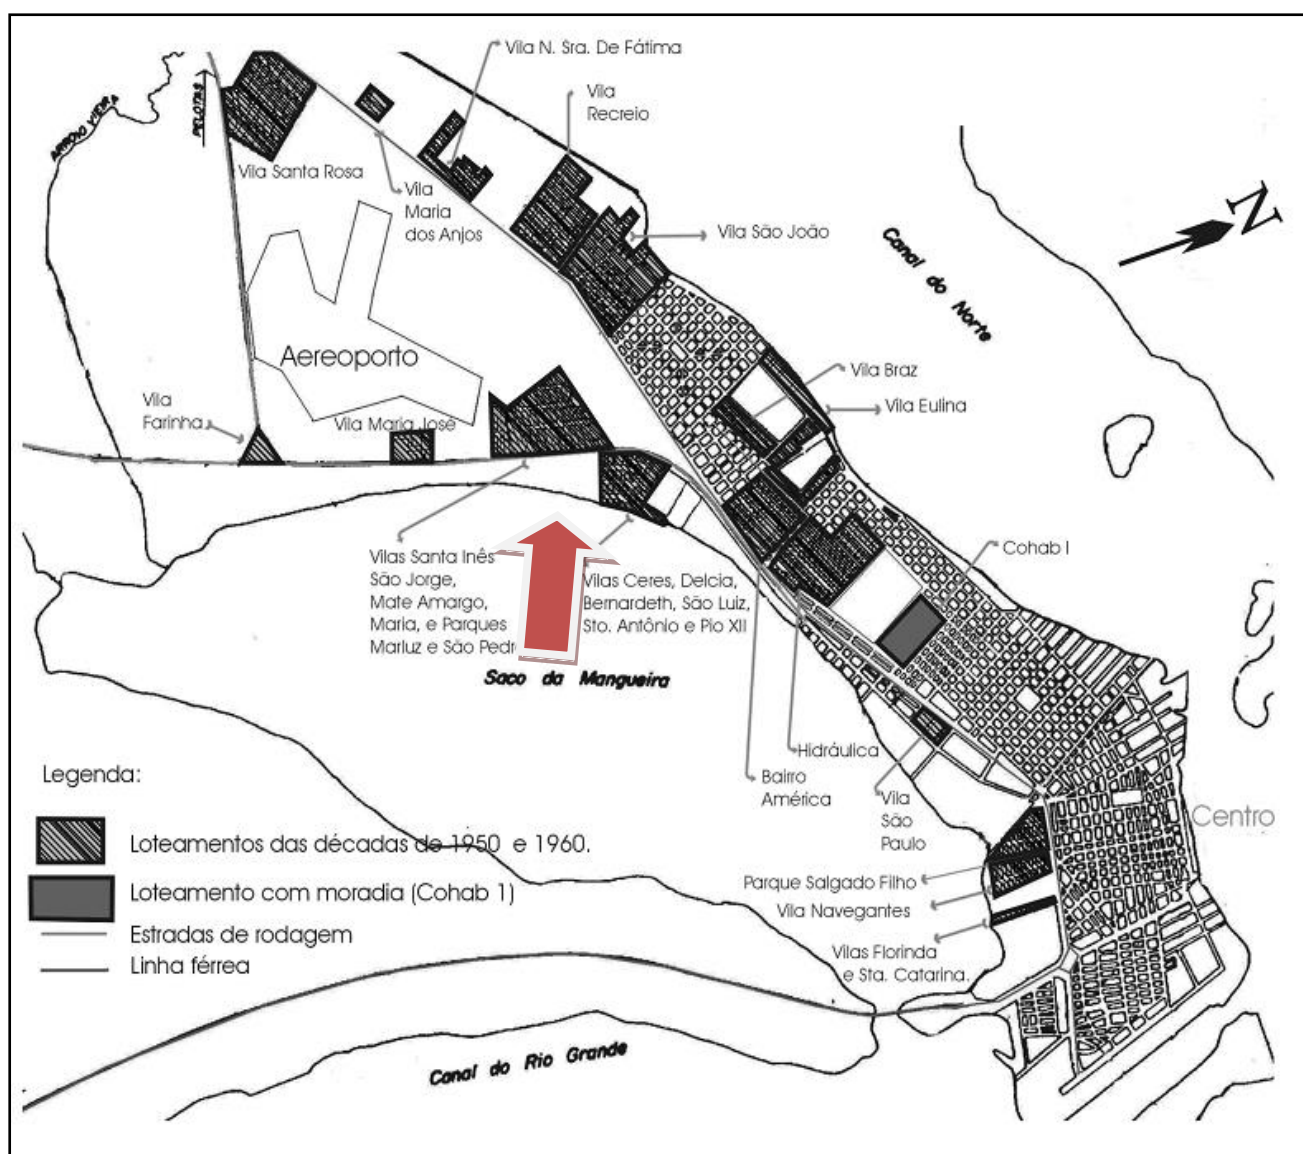 Vila N. Sra. De Fátima
Vila
Recreio
ARROIO VIEIRA
PELOTAS
Vila Santa Rosa
Vila
Maria
dos Anjos
Vila São João
N
Canal do Norte
Aereoporto
Vila Braz
Vila Eulina
Vila
Farinha
Vila Maria José
Cohab I
Vilas Santa Inês
São Jorge,
Mate Amargo,
Maria, e Parques
Marluz e São Pedr
Vilas Ceres, Delcia,
Bernardeth, São Luiz,
Sto. Antônio e Pio XII
Saco da Mangueira
Hidráulica
Bairro
América
Vila
São
Paulo
Centro
Parque Salgado Filho
Vila Navegantes
Vilas Florinda
e Sta. Catarina.
Legenda:
Loteamentos das décadas de 1950 e 1960.
Loteamento com moradia (Cohab 1)
Estradas de rodagem
Linha férrea
Canal do Rio Grande